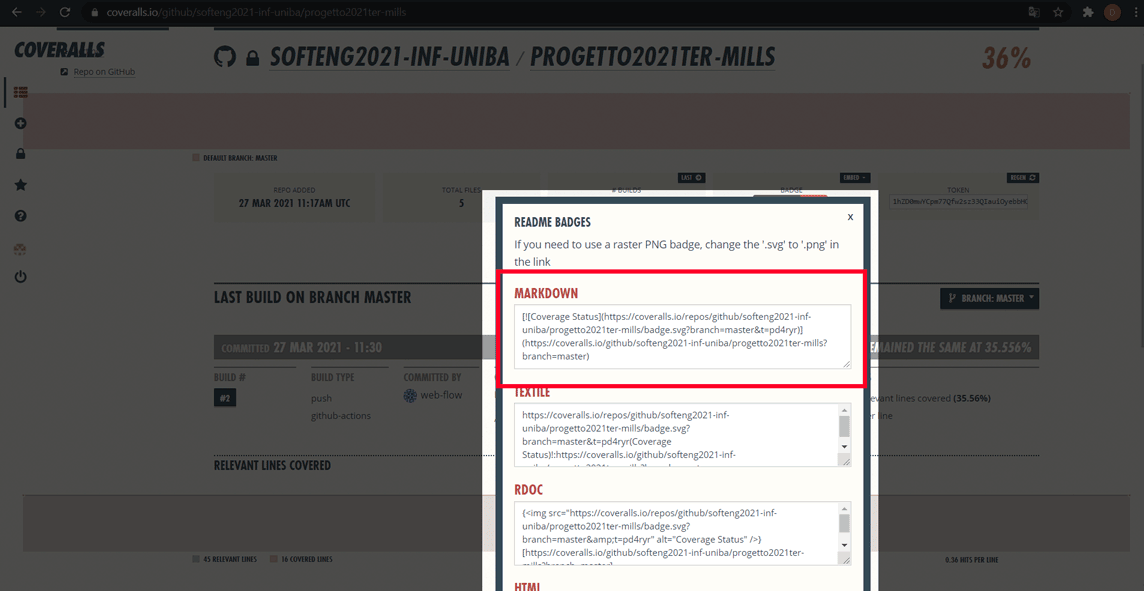 coveralls.io/github/softeng2021-inf-uniba/progetto2021ter-mills
D
COVERALLS
Repo on GitHub
SOFTENG2021-INF-UNIBA / PROGETTO2021TER-MILLS
36%
DEFAULT BRANCH: MASTER
REPO ADDED
27 MAR 2021 11:17AM UTC
TOTAL FILES
5
LAST
# BUILDS
EMBED
BADGE
REGEN
TOKEN
README BADGES
X
If you need to use a raster PNG badge, change the '.svg' to '.png' in
the link
MARKDOWN
[![Coverage Status](https://coveralls.io/repos/github/softeng2021-inf-
uniba/progetto2021ter-mills/badge.svg?branch=master&t=pd4ryr)]
(https://coveralls.io/github/softeng2021-inf-uniba/progetto2021ter-mills?
branch=master)
TEXTILE
https://coveralls.io/repos/github/softeng2021-inf-
uniba/progetto2021ter-mills/badge.svg?
branch=master&t=pd4ryr(Coverage
Status)!:https://coveralls.io/github/softeng2021-inf-
RDOC
{<img src="https://coveralls.io/repos/github/softeng2021-inf-
uniba/progetto2021ter-mills/badge.svg?
branch=master&amp;t=pd4ryr" alt="Coverage Status" />}
[https://coveralls.io/github/softeng2021-inf-uniba/progetto2021ter-
mills?branch=master]
HTML
LAST BUILD ON BRANCH MASTER
BRANCH: MASTER
COMMITTED 27 MAR 2021 - 11:30
EMAINED THE SAME AT 35.556%
BUILD #
#2
BUILD TYPE
push
github-actions
COMMITTED BY
web-flow
evant lines covered (35.56%)
er line
RELEVANT LINES COVERED
45 RELEVANT LINES
16 COVERED LINES
0.36 HITS PER LINE